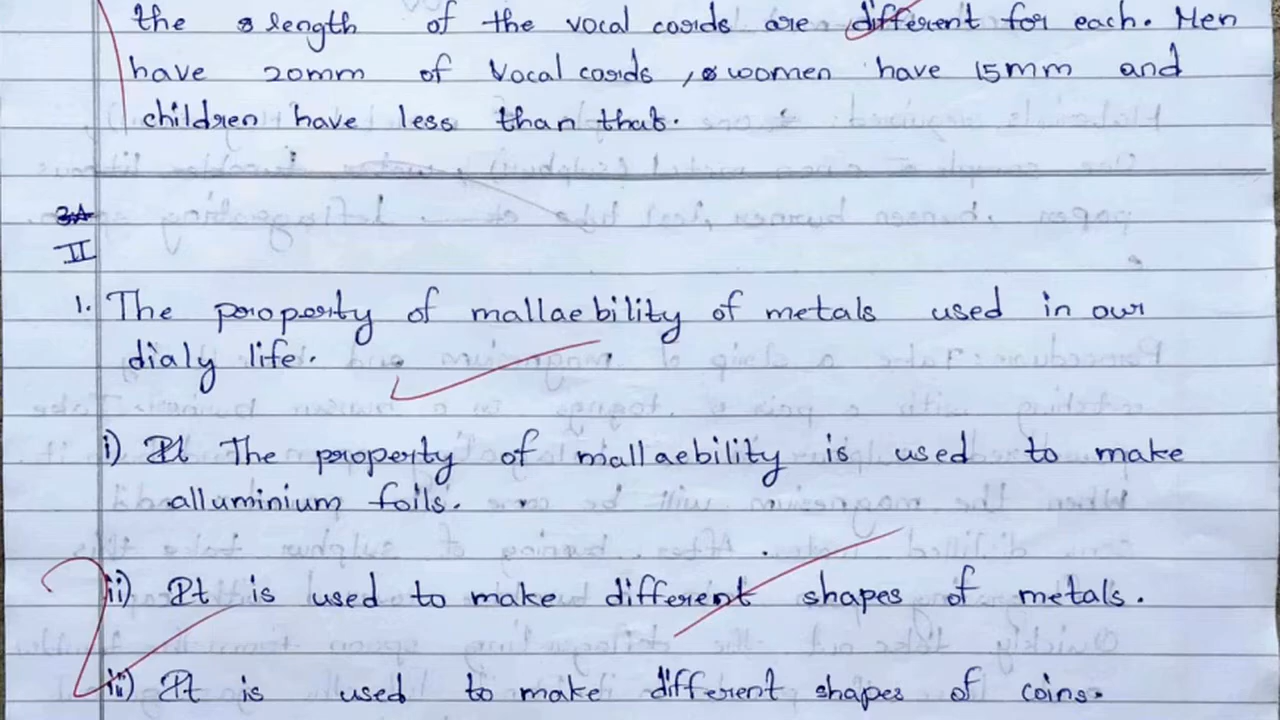 the length of the vocal cords are different for each. Men
have 20mm of vocal cords , women have 15mm and
children have less than that.
3A
II
1. The property of mallaebility of metals used in our
dialy life.
i) It The property of mallaebility is used to make
alluminium foils.
ii) It is used to make different shapes of metals.
iii) It is used to make different shapes of coins.